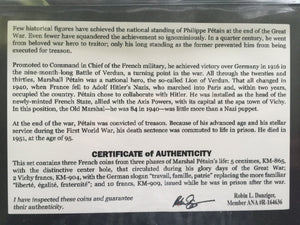 Few historical figures have achieved the national standing of Philippe Pétain at the end of the Great
War. Even fewer have squandered achievement so ignominiously. In a quarter century, he went
from beloved war hero to traitor; only his long standing as the former prevented him from being
executed for treason.
Promoted to Command in Chief of the French military, he achieved victory over Germany in 1916 in
the nine-month-long Battle of Verdun, a turning point in the war. All through the twenties and
thirties, Marshall Pétain was a national hero, the so-called Lion of Verdun. That all changed in
1940, when France fell to Adolf Hitler's Nazis, who marched into Paris and, within two years,
occupied the country. Pétain chose to collaborate with Hitler. He was installed as the head of the
newly-minted French State, allied with the Axis Powers, with its capital at the spa town of Vichy.
In this position, the Old Marshal—he was 84 in 1940—was little more than a Nazi puppet.
At the end of the war, Pétain was convicted of treason. Because of his advanced age and his stellar
service during the First World War, his death sentence was commuted to life in prison. He died in
1951, at the age of 95.
CERTIFICATE of AUTHENTICITY
This set contains three French coins from three phases of Marshal Pétain's life: 5 centimes, KM-865,
with the distinctive center hole, that circulated during his glory days of the Great War;
2 Vichy francs, KM-904, with the German slogan "travail, famille, patrie" replacing the more familiar
"liberté, égalité, fraternité"; and 10 francs, KM-909, issued while he was in prison after the war.
I have inspected these coins and guarantee
their authenticity.
Robin L. Danziger,
Member ANA #R-164636